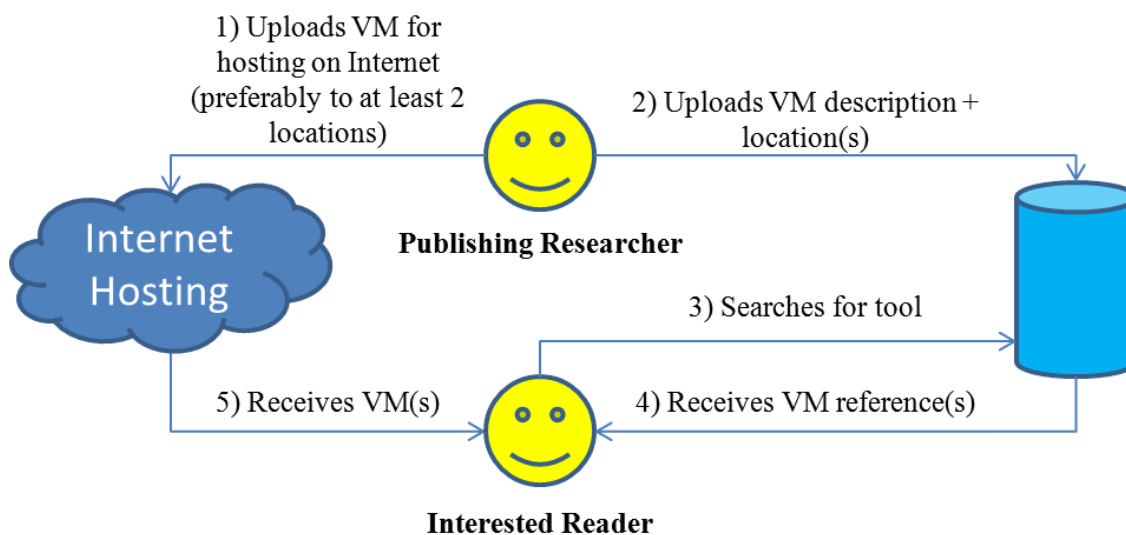 1) Uploads VM for
hosting on Internet
(preferably to at least 2
locations)
2) Uploads VM description +
location(s)
Internet
Hosting
Publishing Researcher
3) Searches for tool
5) Receives VM(s)
4) Receives VM reference(s)
Interested Reader